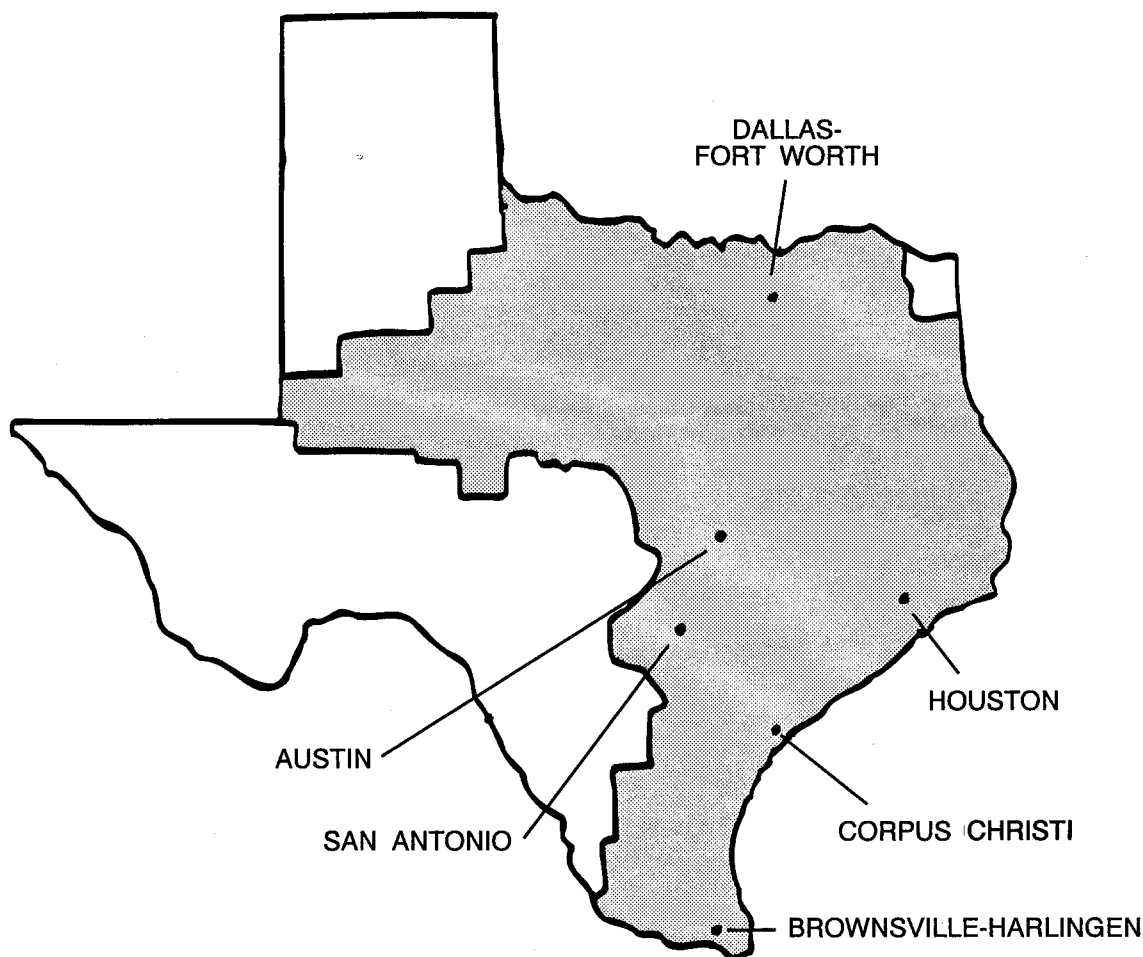 DALLAS-
FORT WORTH
HOUSTON
AUSTIN
SAN ANTONIO
CORPUS CHRISTI
BROWNSVILLE-HARLINGEN